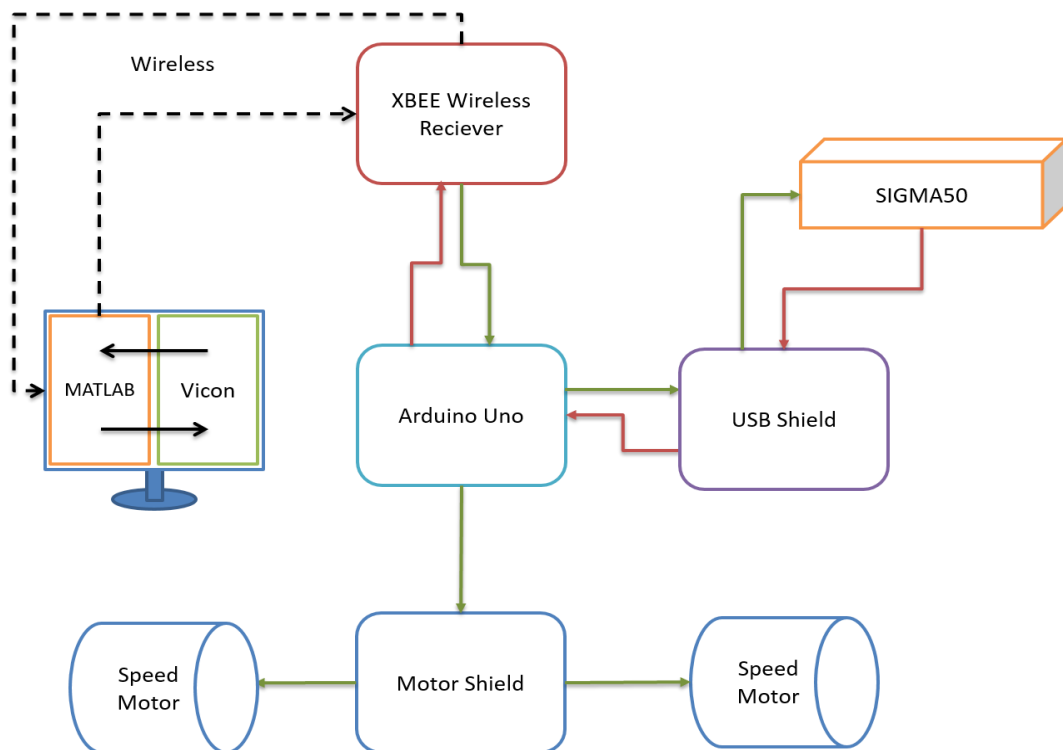 Wireless
XBEE Wireless
Reciever
SIGMA50
MATLAB
Vicon
Arduino Uno
USB Shield
Speed
Motor
Motor Shield
Speed
Motor